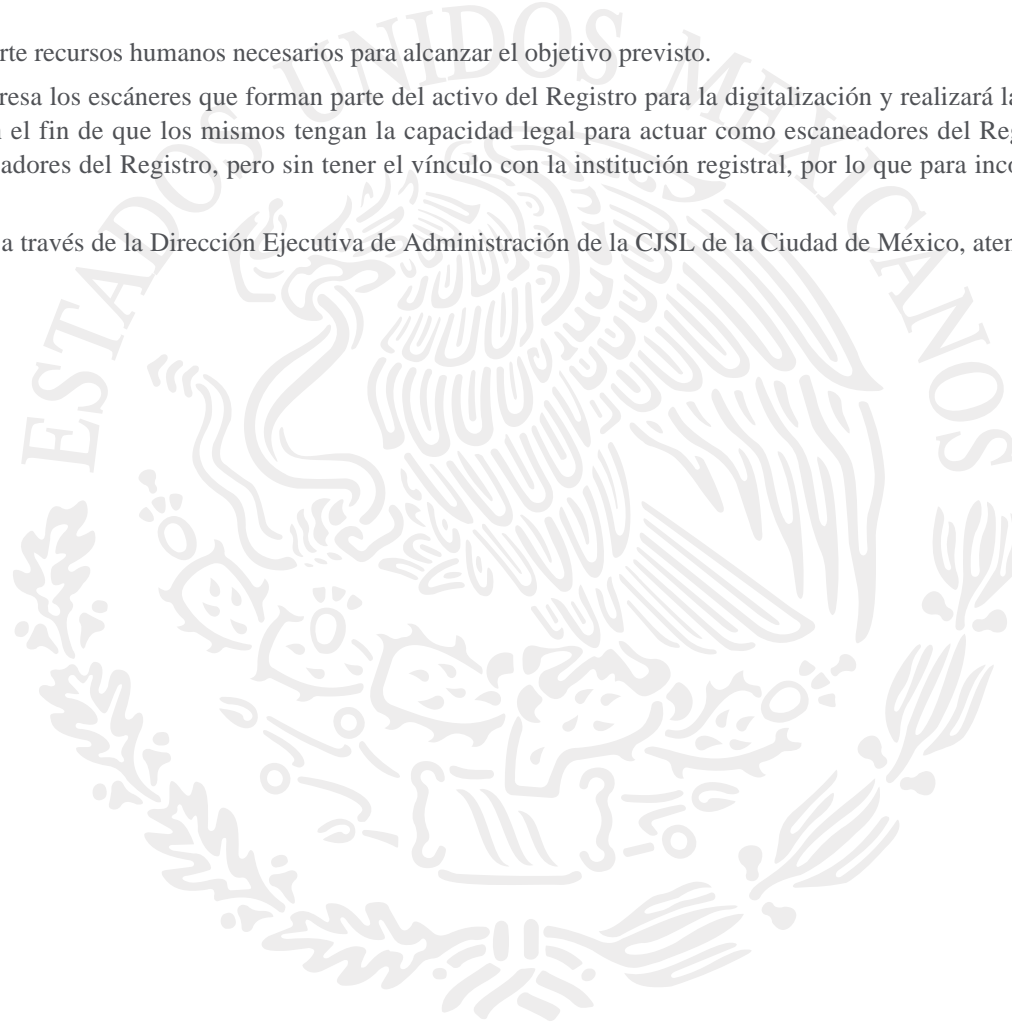 rte recursos humanos necesarios para alcanzar el objetivo previsto.
resa los escáneres que forman parte del activo del Registro para la digitalización y realizará la
el fin de que los mismos tengan la capacidad legal para actuar como escaneadores del Reg
adores del Registro, pero sin tener el vínculo con la institución registral, por lo que para inco
a través de la Dirección Ejecutiva de Administración de la CJSL de la Ciudad de México, aten
ESTADOS UNIDOS MEXICANOS